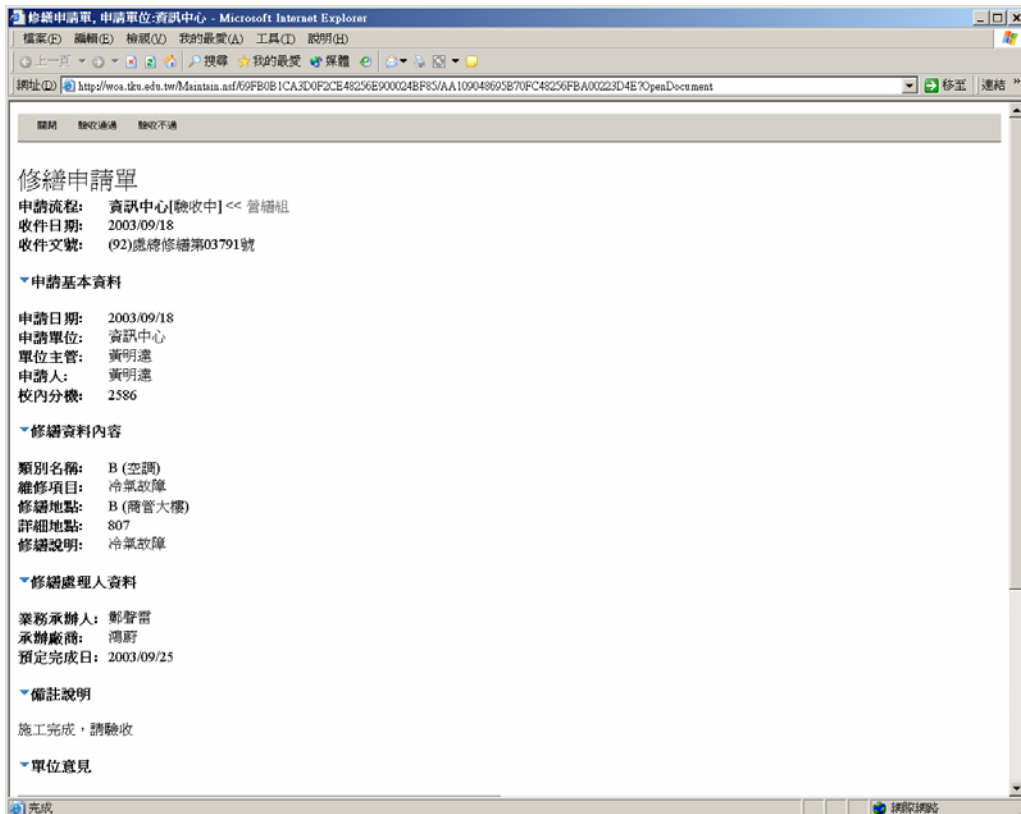 修繕申請單, 申請單位:資訊中心 - Microsoft Internet Explorer
檔案(F) 編輯(E) 檢視(V) 我的最愛(A) 工具(T) 說明(H)
上一頁 搜尋 我的最愛 媒體
網址(D) http://woa.tku.edu.tw/Maintain.nsf/69FB0B1CA3D0F2CE48256E900024BF85/AA109048695B70FC48256FBA00223D4E?OpenDocument 移至 連結 »
關閉 驗收通過 驗收不過
修繕申請單
申請流程: 資訊中心[驗收中] << 營繕組
收件日期: 2003/09/18
收件文號: (92)處總修繕第03791號
申請基本資料
申請日期: 2003/09/18
申請單位: 資訊中心
單位主管: 黃明達
申請人: 黃明達
校內分機: 2586
修繕資料內容
類別名稱: B (空調)
維修項目: 冷氣故障
修繕地點: B (商管大樓)
詳細地點: 807
修繕說明: 冷氣故障
修繕處理人資料
業務承辦人: 鄭聲雷
承辦廠商: 鴻蔚
預定完成日: 2003/09/25
備註說明
施工完成，請驗收
單位意見
完成 網際網路